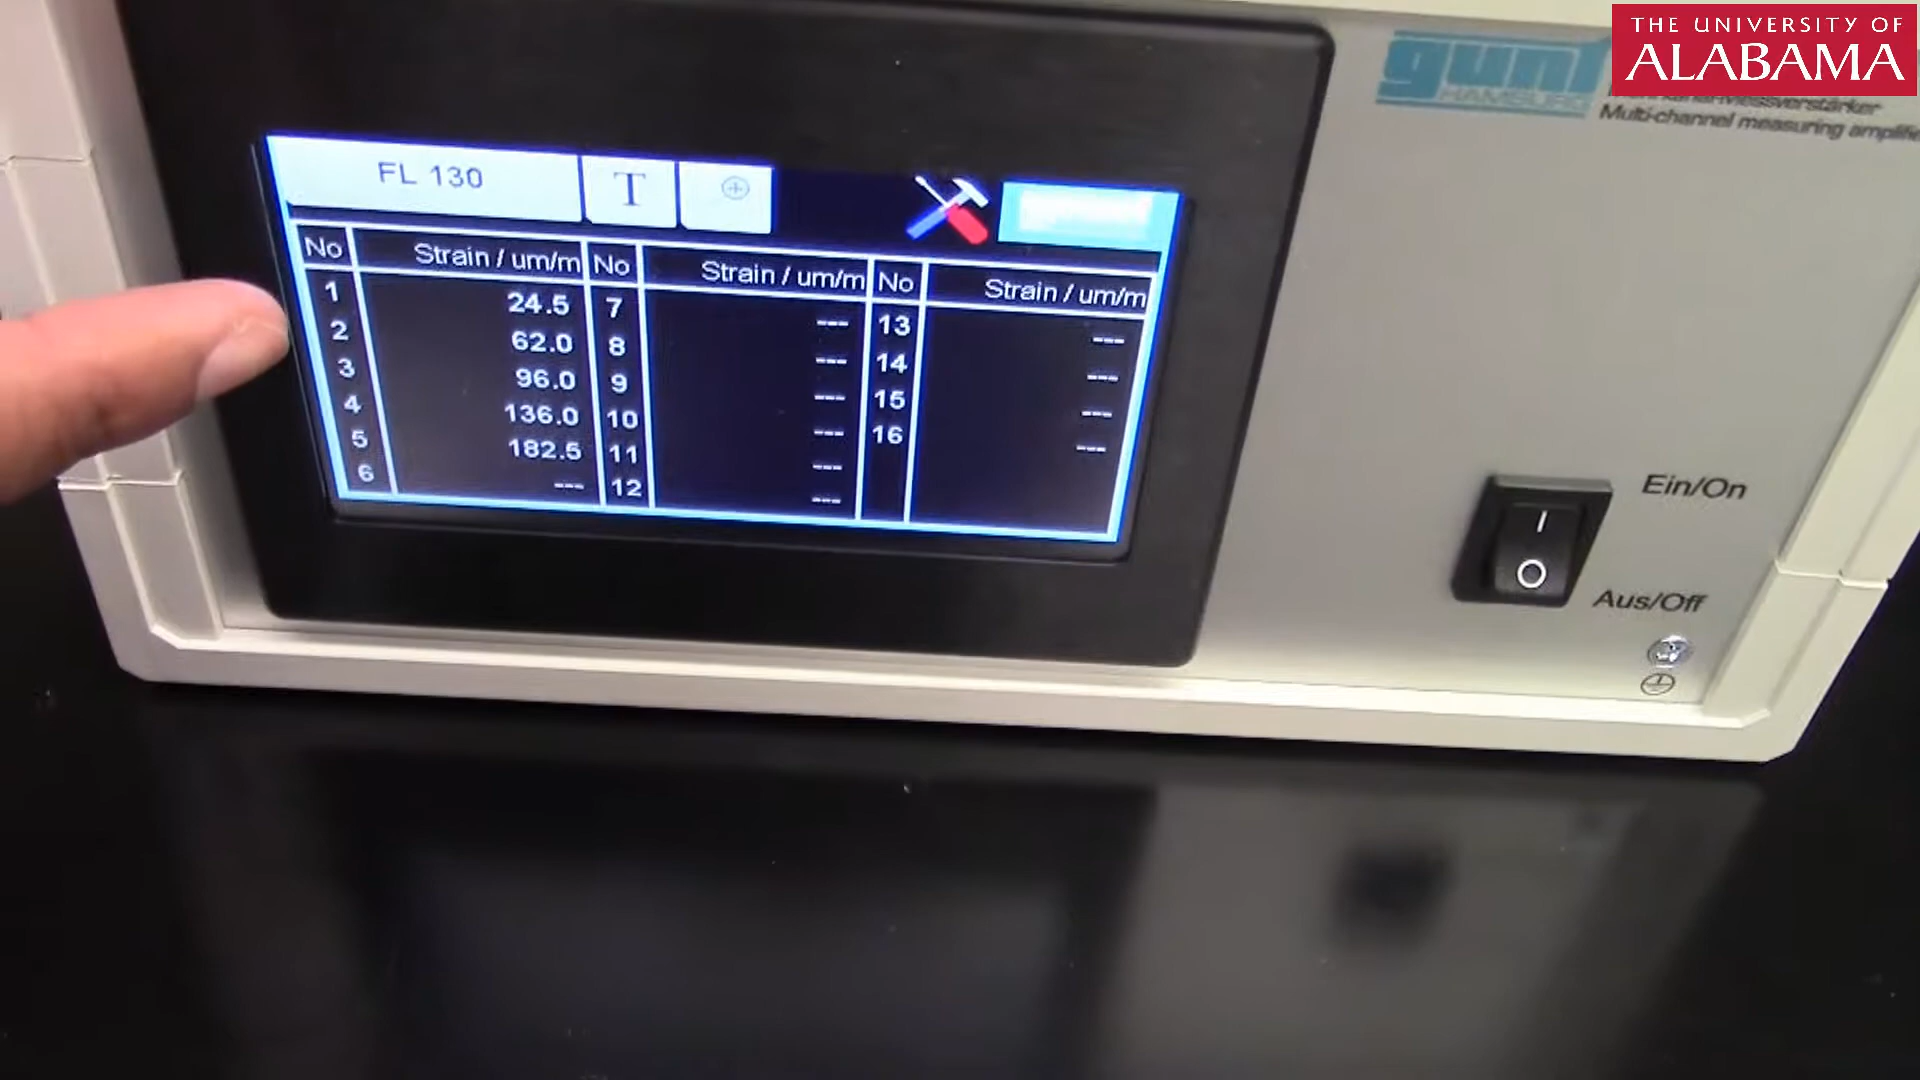 THE UNIVERSITY OF
ALABAMA
gunt
HAMBURG
Multi-channel measuring amplifie
FL 130 T
No Strain / um/m No Strain / um/m No Strain / um/m
1 24.5 7 --- 13 ---
2 62.0 8 --- 14 ---
3 96.0 9 --- 15 ---
4 136.0 10 --- 16 ---
5 182.5 11 ---
6 --- 12 ---
Ein/On
I
O
Aus/Off